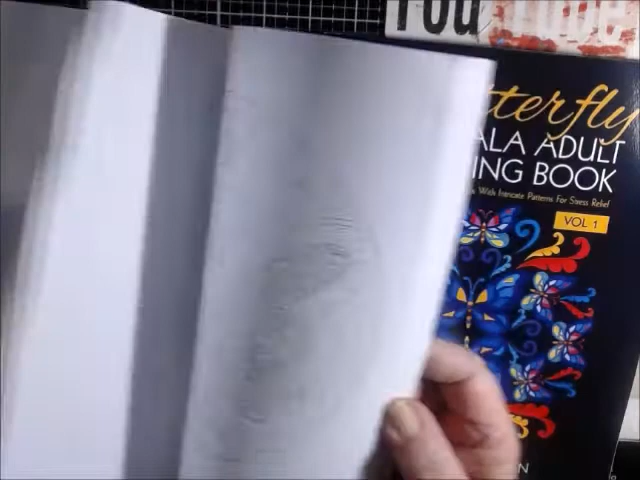 You
tterfly
ALA ADULT
ING BOOK
With Intricate Patterns For Stress Relief
VOL 1
N